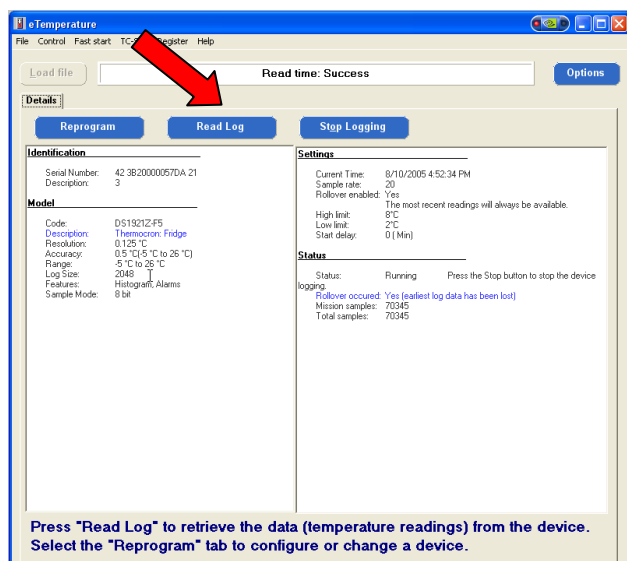 eTemperature
File Control Fast start Register Help
Load file
Read time: Success
Options
Details
Reprogram
Read Log
Stop Logging
Identification
Serial Number: 42 3B20000057DA 21
Description: 3
Model
Code: DS1921Z-F5
Description: Thermocron: Fridge
Resolution: 0.125 °C
Accuracy: 0.5 °C(-5 °C to 26 °C)
Range: -5 °C to 26 °C
Log Size: 2048
Features: Histogram, Alarms
Sample Mode: 8 bit
Settings
Current Time: 8/10/2005 4:52:34 PM
Sample rate: 20
Rollover enabled: Yes
The most recent readings will always be available.
High limit: 8°C
Low limit: 2°C
Start delay: 0 ( Min)
Status
Status: Running Press the Stop button to stop the device
logging.
Rollover occured: Yes (earliest log data has been lost)
Mission samples: 70345
Total samples: 70345
Press "Read Log" to retrieve the data (temperature readings) from the device.
Select the "Reprogram" tab to configure or change a device.